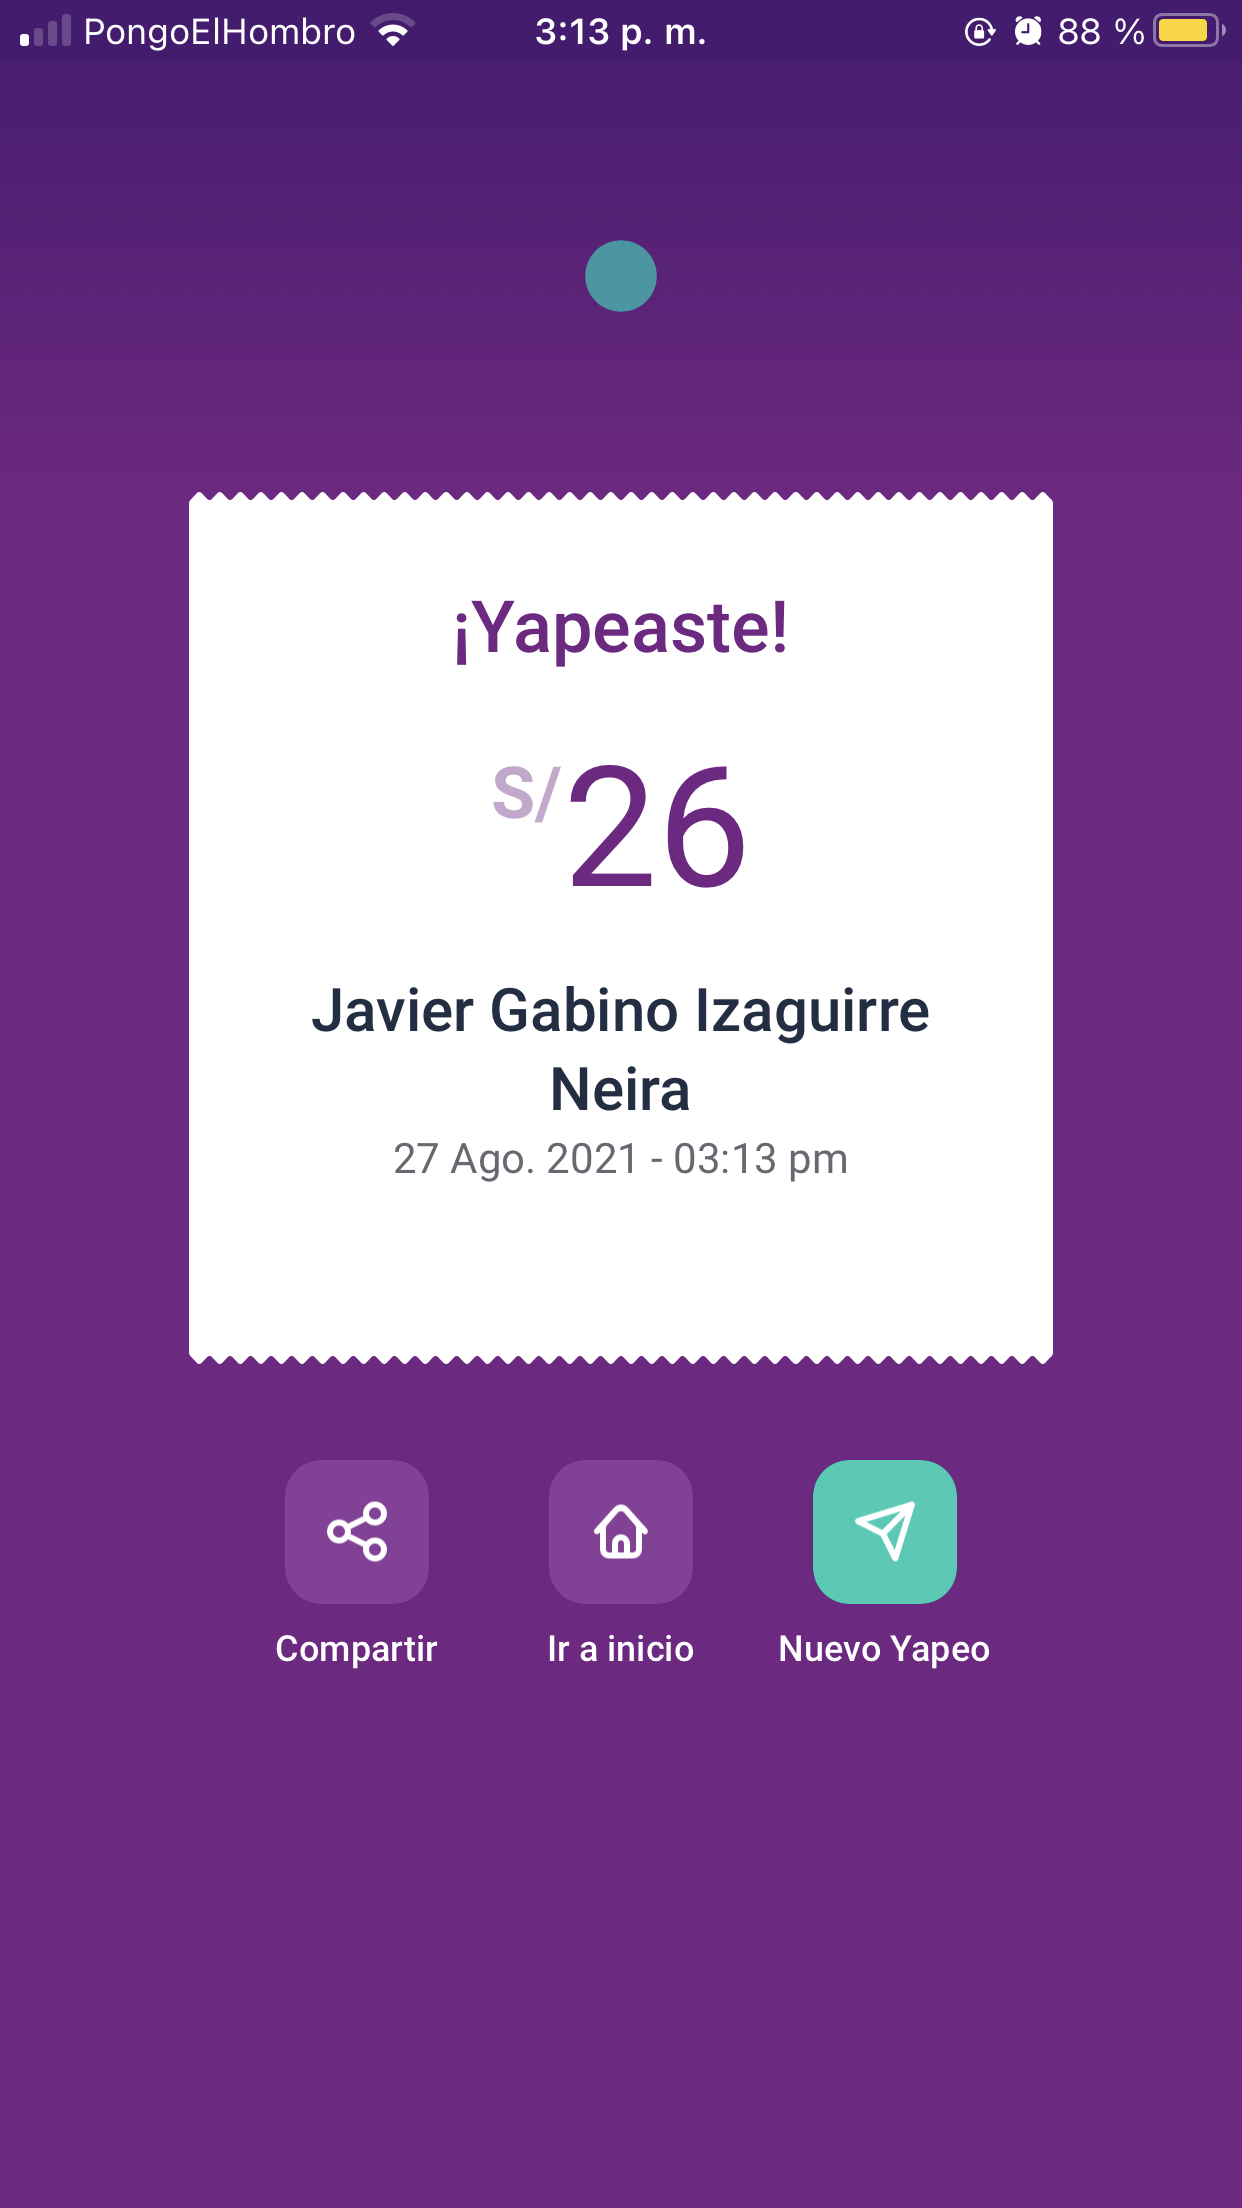 PongoElHombro 3:13 p. m. 88 %
¡Yapeaste!
S/26
Javier Gabino Izaguirre
Neira
27 Ago. 2021 - 03:13 pm
Compartir Ir a inicio Nuevo Yapeo